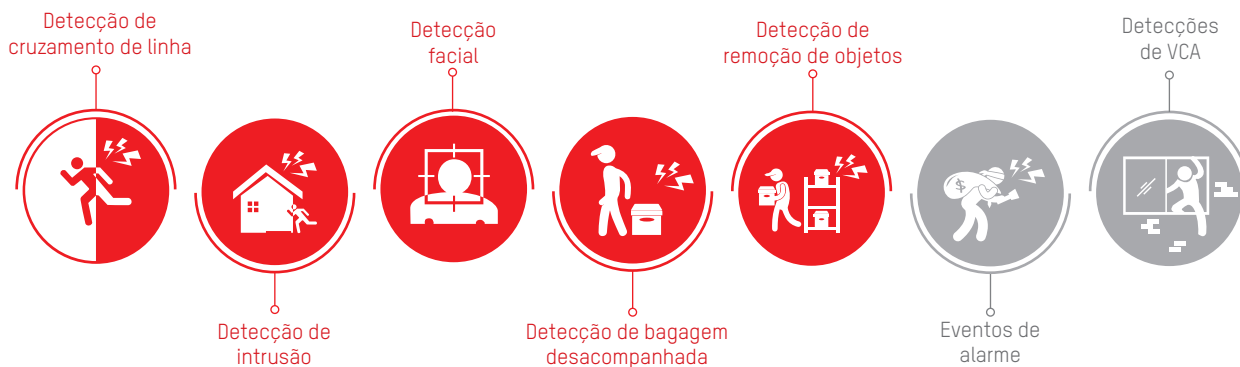 Detecção de
cruzamento de linha
Detecção de
intrusão
Detecção
facial
Detecção de bagagem
desacompanhada
Detecção de
remoção de objetos
$
Eventos de
alarme
Detecções
de VCA